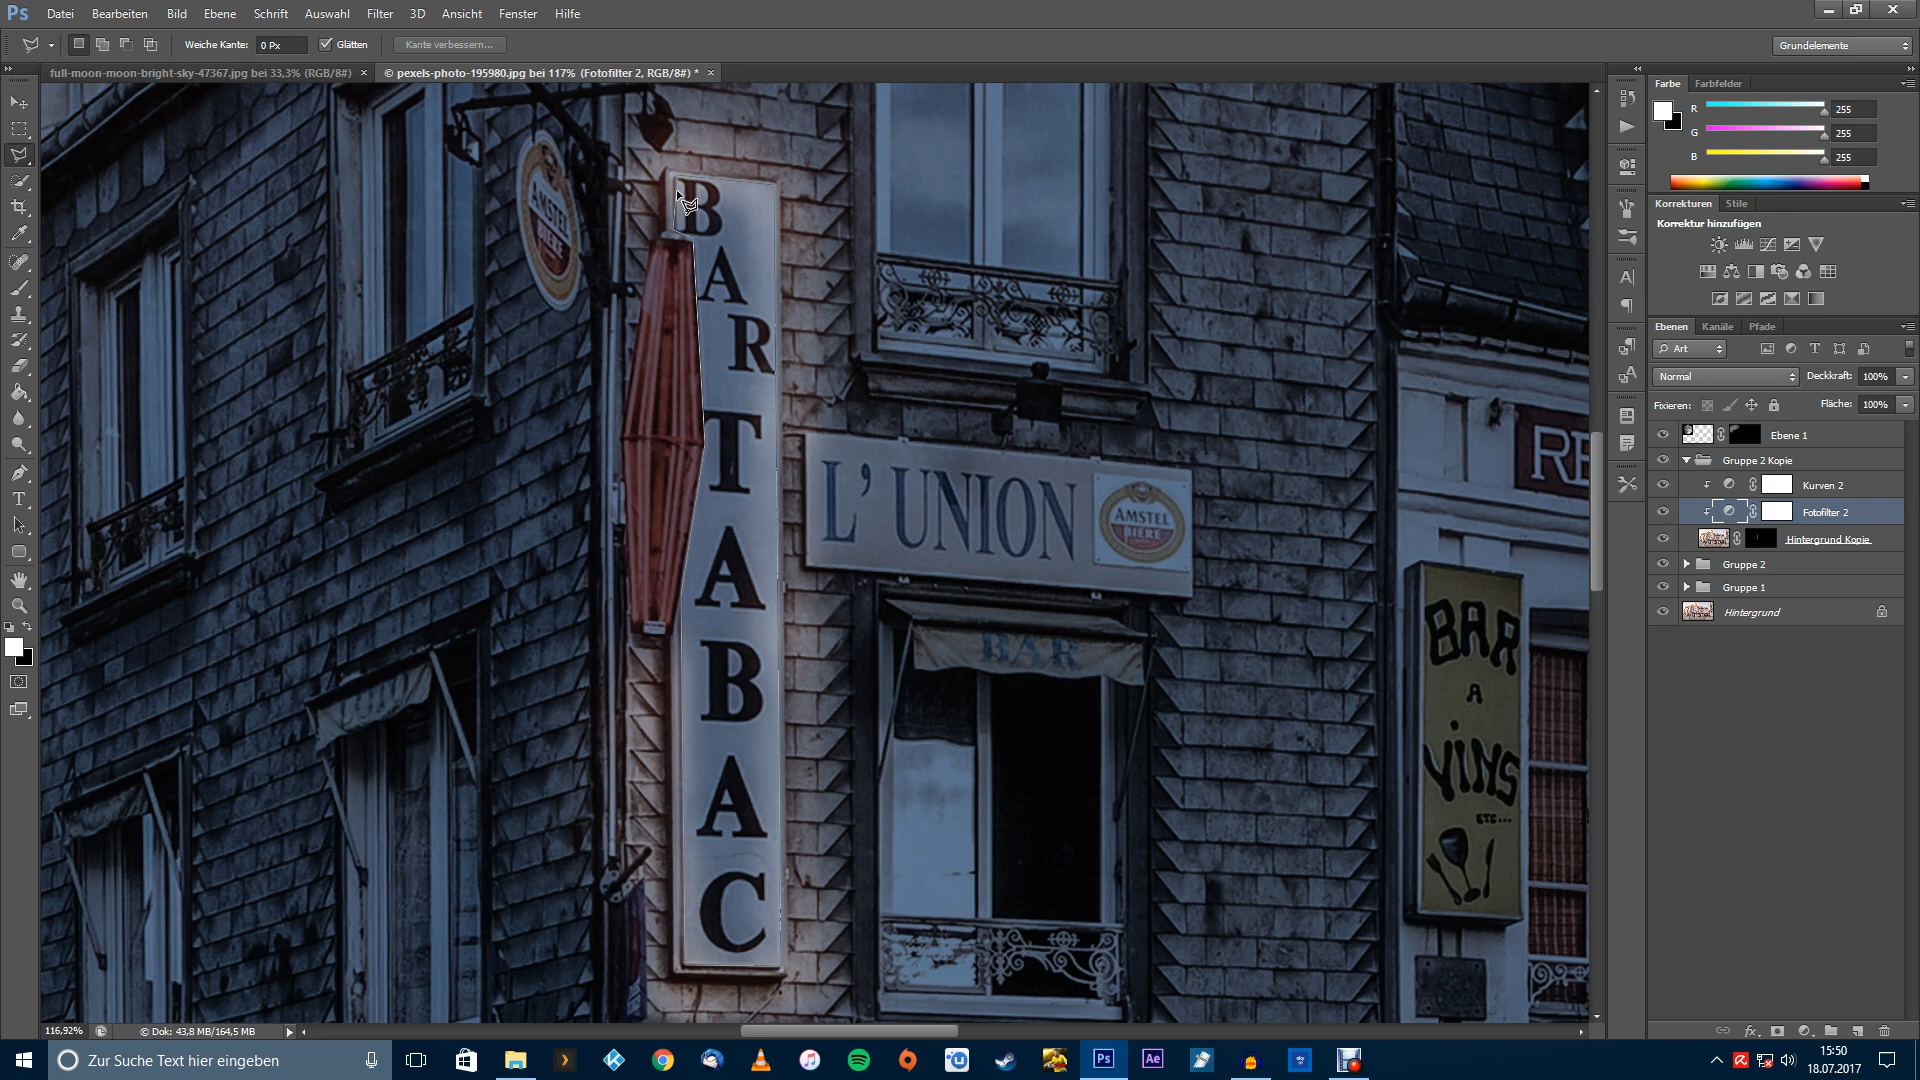 Ps Datei Bearbeiten Bild Ebene Schrift Auswahl Filter 3D Ansicht Fenster Hilfe
Weiche Kante: 0 Px Glätten Kante verbessern... Grundelemente
full-moon-moon-bright-sky-47367.jpg bei 33,3% (RGB/8#) × © pexels-photo-195980.jpg bei 117% (Fotofilter 2, RGB/8#) * ×
Farbe Farbfelder
R 255
G 255
B 255
Korrekturen Stile
Korrektur hinzufügen
Ebenen Kanäle Pfade
Art
Normal Deckkraft: 100%
Fixieren: Fläche: 100%
Ebene 1
Gruppe 2 Kopie
Kurven 2
Fotofilter 2
Hintergrund Kopie
Gruppe 2
Gruppe 1
Hintergrund
AMSTEL
BIERE
B
A
R
T
A
B
A
C
L' UNION
AMSTEL
BIERE
BAR
RE
BAR
A
VINS
ETC...
116,92% © Dok: 43,8 MB/164,5 MB
Zur Suche Text hier eingeben
Ps Ae
15:50
18.07.2017